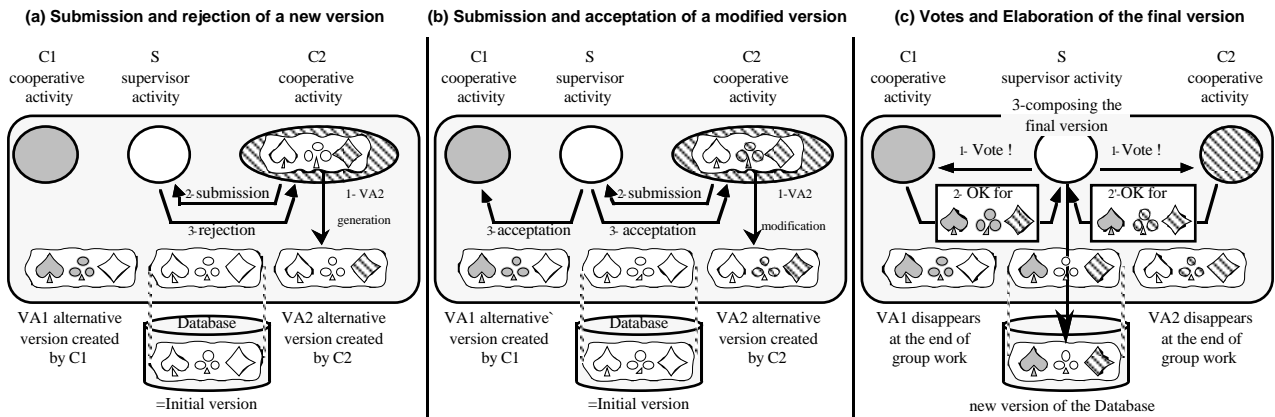 (a) Submission and rejection of a new version
C1
cooperative
activity
S
supervisor
activity
C2
cooperative
activity
2-submission
3-rejection
1- VA2
generation
VA1 alternative
version created
by C1
Database
VA2 alternative
version created
by C2
=Initial version
(b) Submission and acceptation of a modified version
C1
cooperative
activity
S
supervisor
activity
C2
cooperative
activity
2-submission
3-acceptation
3- acceptation
1-VA2
modification
VA1 alternative`
version created
by C1
Database
VA2 alternative
version created
by C2
=Initial version
(c) Votes and Elaboration of the final version
C1
cooperative
activity
S
supervisor activity
C2
cooperative
activity
3-composing the
final version
1- Vote !
1- Vote !
2- OK for
2'-OK for
VA1 disappears
at the end of
group work
VA2 disappears
at the end of
group work
new version of the Database